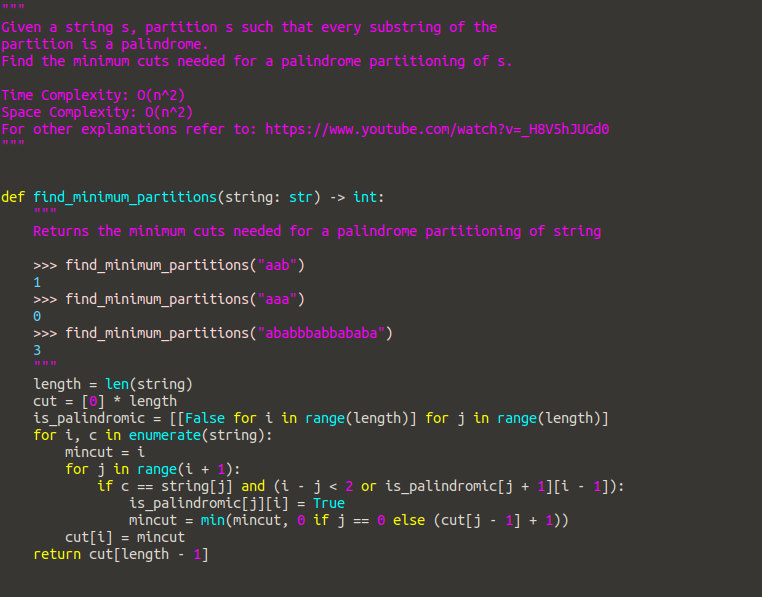 """
Given a string s, partition s such that every substring of the
partition is a palindrome.
Find the minimum cuts needed for a palindrome partitioning of s.

Time Complexity: O(n^2)
Space Complexity: O(n^2)
For other explanations refer to: https://www.youtube.com/watch?v=_H8V5hJUGd0
"""


def find_minimum_partitions(string: str) -> int:
    """
    Returns the minimum cuts needed for a palindrome partitioning of string

    >>> find_minimum_partitions("aab")
    1
    >>> find_minimum_partitions("aaa")
    0
    >>> find_minimum_partitions("ababbbabbababa")
    3
    """
    length = len(string)
    cut = [0] * length
    is_palindromic = [[False for i in range(length)] for j in range(length)]
    for i, c in enumerate(string):
        mincut = i
        for j in range(i + 1):
            if c == string[j] and (i - j < 2 or is_palindromic[j + 1][i - 1]):
                is_palindromic[j][i] = True
                mincut = min(mincut, 0 if j == 0 else (cut[j - 1] + 1))
        cut[i] = mincut
    return cut[length - 1]